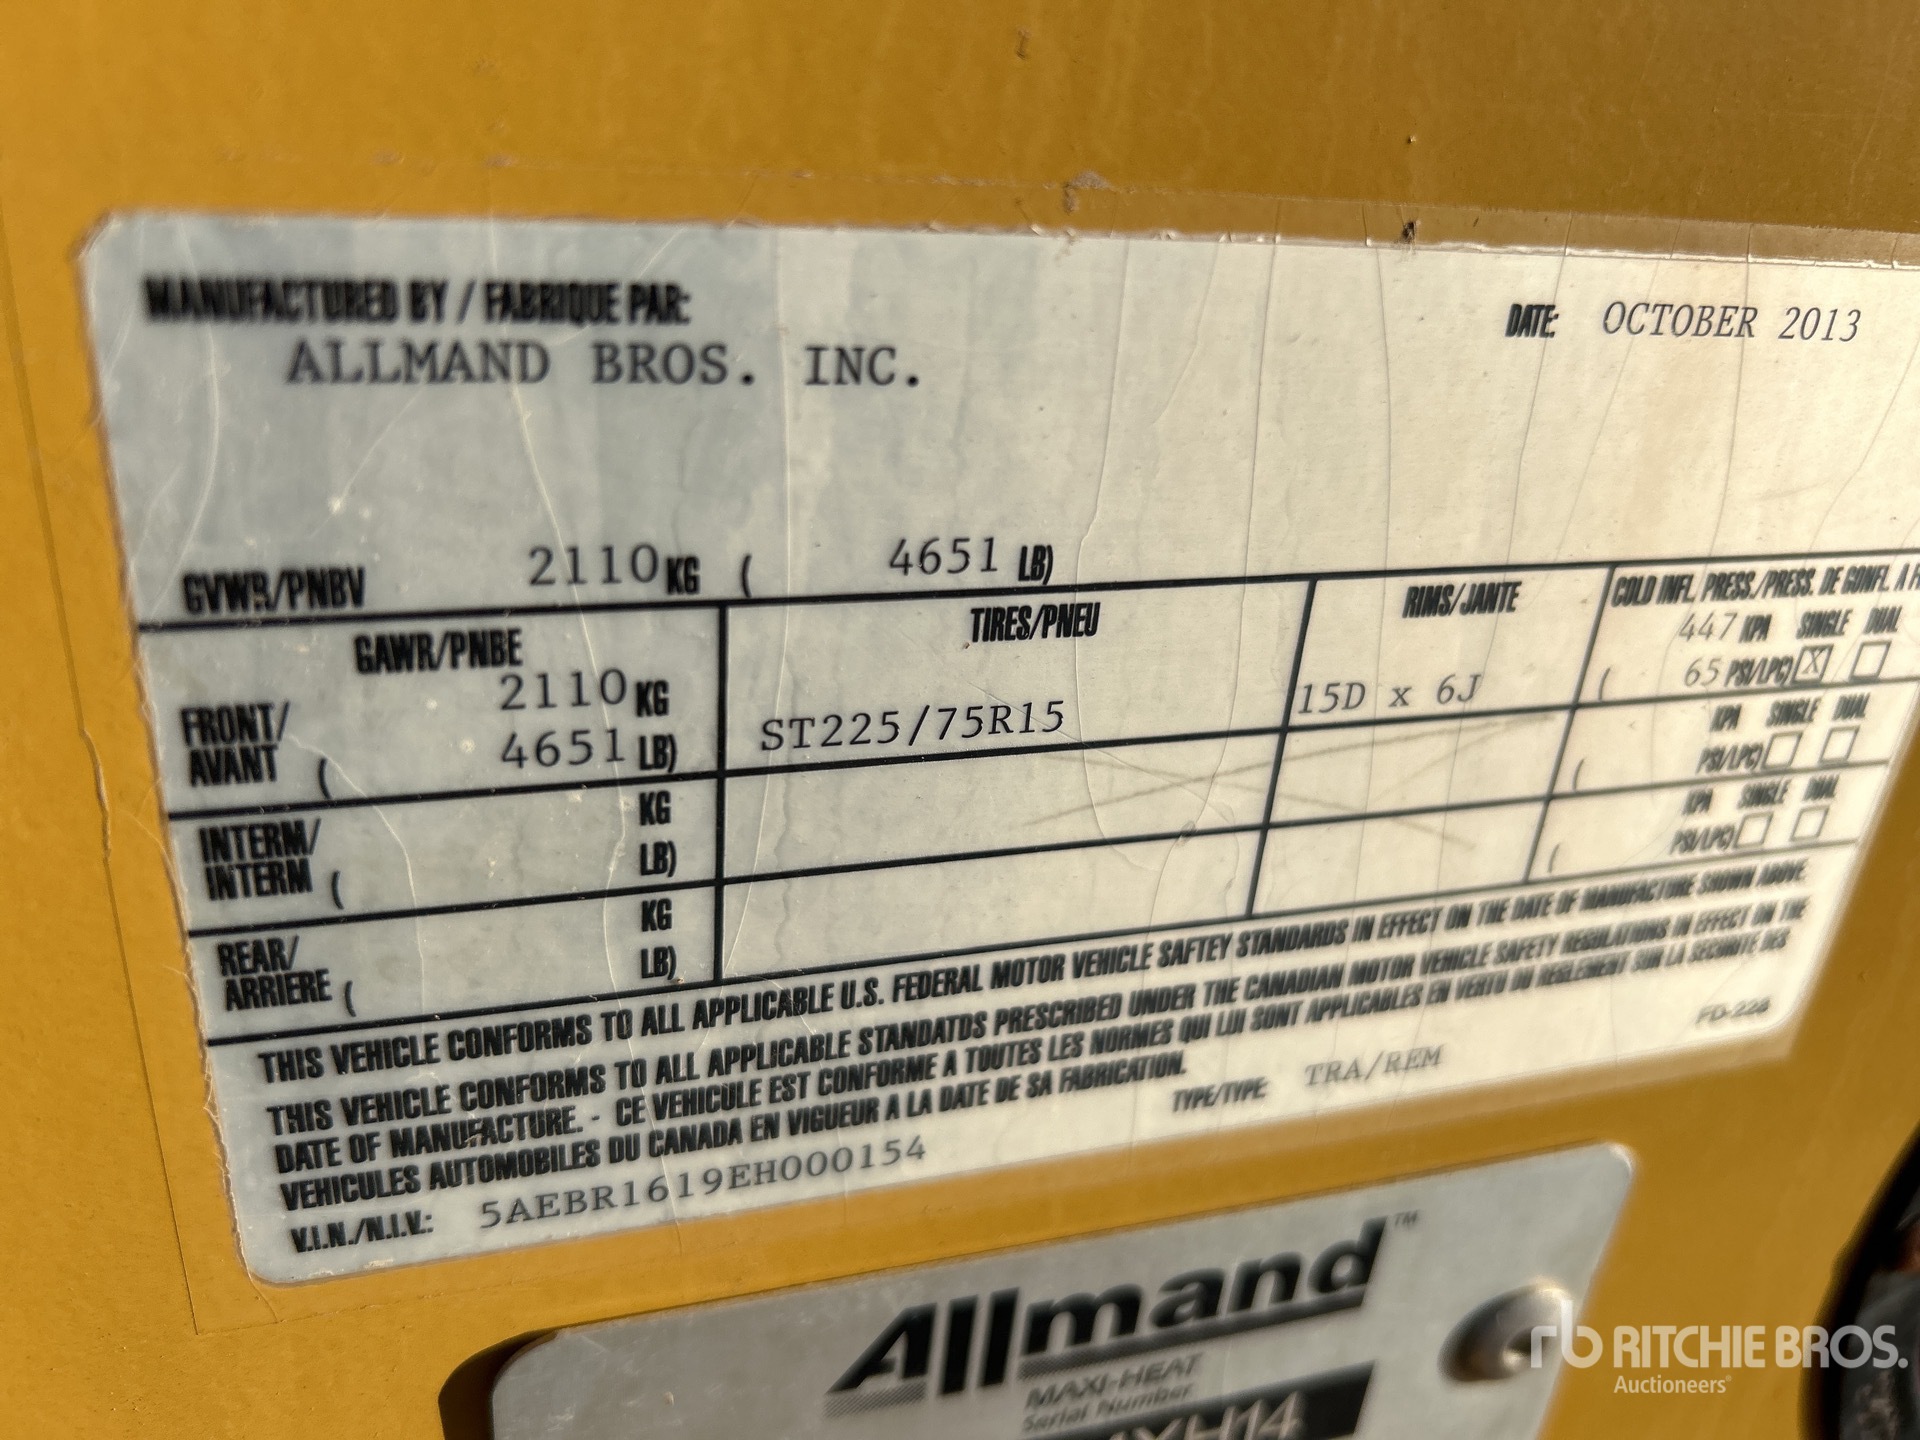 MANUFACTURED BY / FABRIQUE PAR:
ALLMAND BROS. INC.
DATE: OCTOBER 2013
GVWR/PNBV 2110 KG ( 4651 LB)
GAWR/PNBE TIRES/PNEU RIMS/JANTE COLD INFL. PRESS./PRESS. DE GONFL. A F
FRONT/
AVANT
2110 KG
( 4651 LB)
ST225/75R15
15D x 6J
447 KPA SINGLE DUAL
( 65 PSI/LPC) X
INTERM/
INTERM
KG
( LB)
KPA SINGLE DUAL
( PSI/LPC)
REAR/
ARRIERE
KG
( LB)
KPA SINGLE DUAL
( PSI/LPC)
THIS VEHICLE CONFORMS TO ALL APPLICABLE U.S. FEDERAL MOTOR VEHICLE SAFTEY STANDARDS IN EFFECT ON THE DATE OF MANUFACTURE SHOWN ABOVE
THIS VEHICLE CONFORMS TO ALL APPLICABLE STANDATDS PRESCRIBED UNDER THE CANADIAN MOTOR VEHICLE SAFETY REGULATIONS IN EFFECT ON THE
DATE OF MANUFACTURE. - CE VEHICULE EST CONFORME A TOUTES LES NORMES QUI LUI SONT APPLICABLES EN VERTU DU REGLEMENT SUR LA SECURITE DES
VEHICULES AUTOMOBILES DU CANADA EN VIGUEUR A LA DATE DE SA FABRICATION.
FD-224
V.I.N./N.I.V.: 5AEBR1619EH000154
TYPE/TYPE TRA/REM
Allmand™
MAXI-HEAT
Serial Number
XH14
rb RITCHIE BROS.
Auctioneers